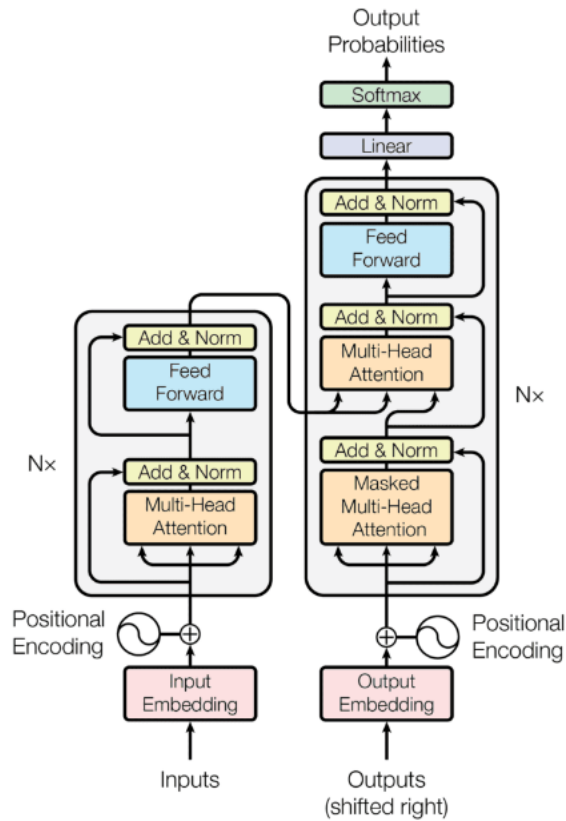 Output
Probabilities
Softmax
Linear
Add & Norm
Feed
Forward
Add & Norm
Multi-Head
Attention
Add & Norm
Masked
Multi-Head
Attention
Nx
Add & Norm
Feed
Forward
Add & Norm
Multi-Head
Attention
Nx
Positional
Encoding
Positional
Encoding
Input
Embedding
Output
Embedding
Inputs
Outputs
(shifted right)